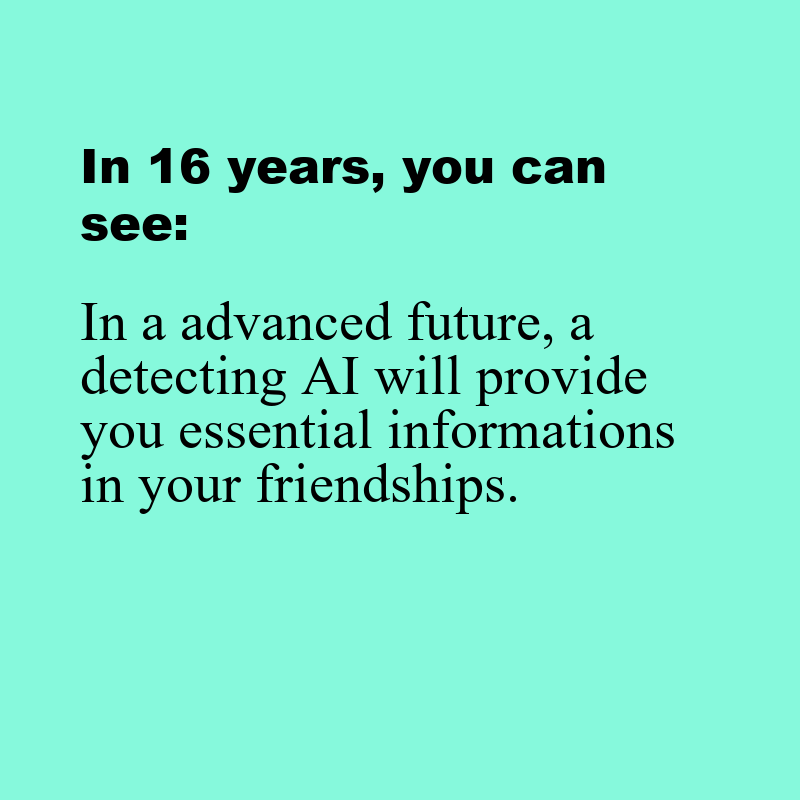 In 16 years, you can
see:
In a advanced future, a
detecting AI will provide
you essential informations
in your friendships.